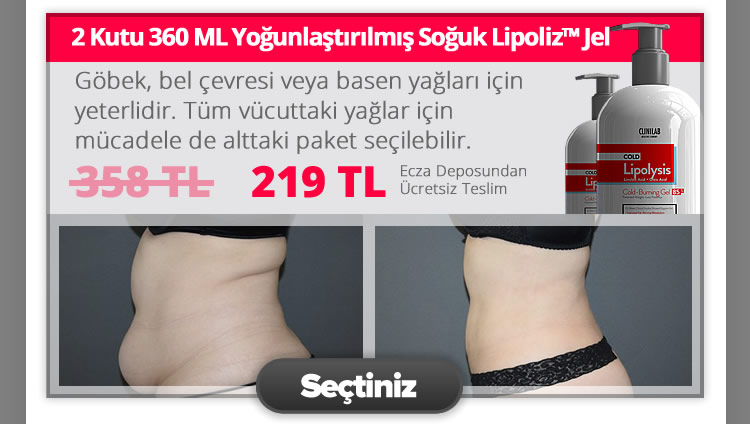 2 Kutu 360 ML Yoğunlaştırılmış Soğuk Lipoliz™ Jel
Göbek, bel çevresi veya basen yağları için
yeterlidir. Tüm vücuttaki yağlar için
mücadele de alttaki paket seçilebilir.
358 TL
219 TL
Ecza Deposundan
Ücretsiz Teslim
CLINILAB
COLD
Lipolysis
Cold-Burning Gel
Seçtiniz